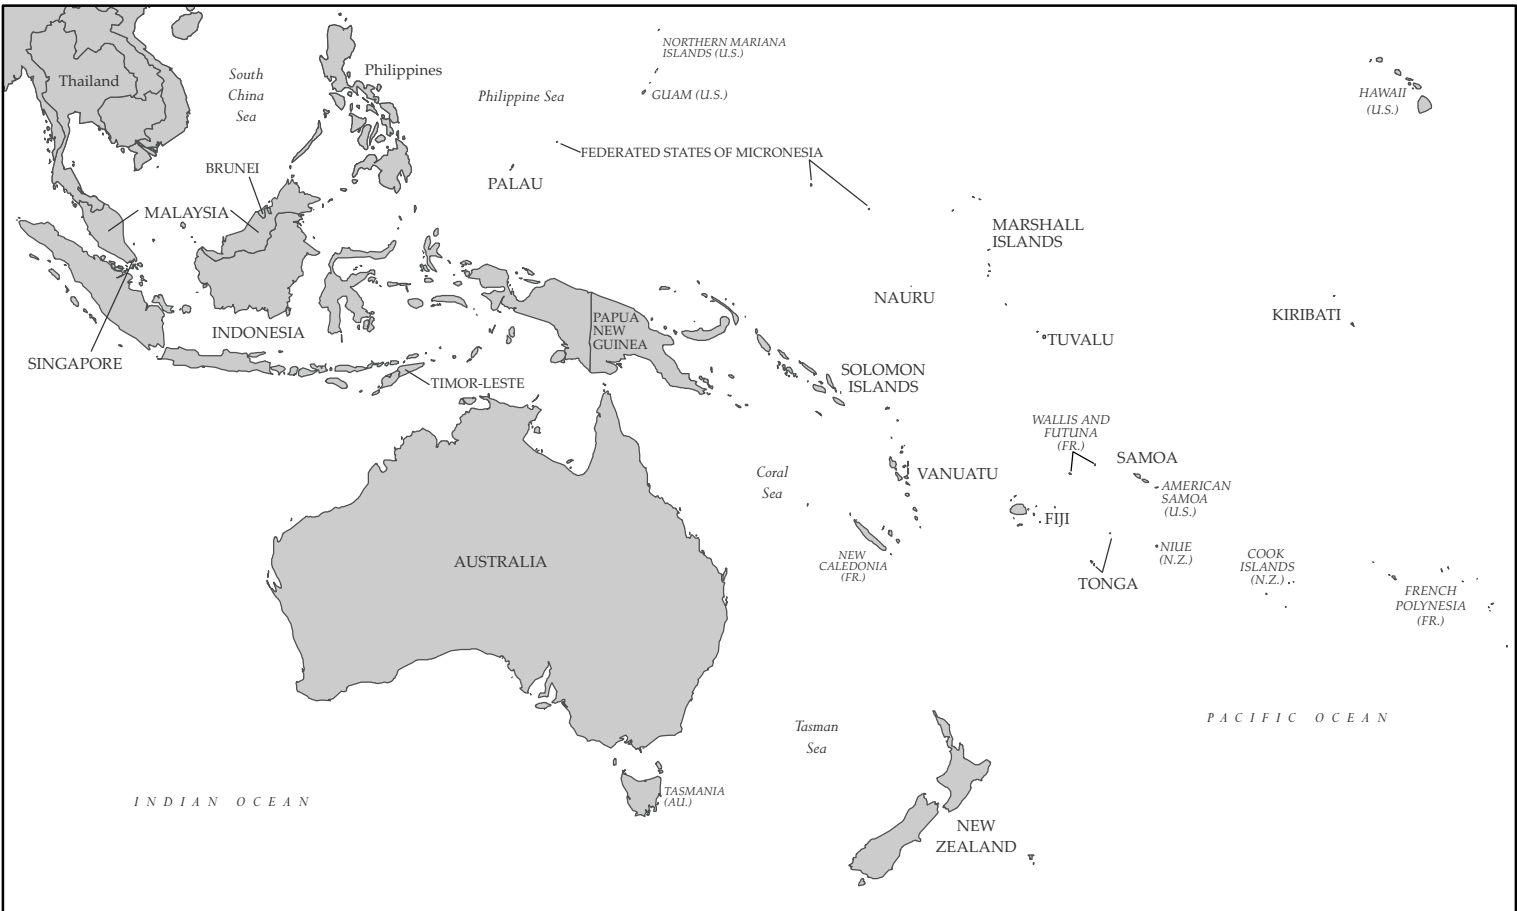 NORTHERN MARIANA
ISLANDS (U.S.)
Philippines
South
China
Sea
Thailand
Philippine Sea
GUAM (U.S.)
HAWAII
(U.S.)
FEDERATED STATES OF MICRONESIA
BRUNEI
PALAU
MALAYSIA
MARSHALL
ISLANDS
NAURU
KIRIBATI
PAPUA
NEW
GUINEA
INDONESIA
TUVALU
SINGAPORE
SOLOMON
ISLANDS
TIMOR-LESTE
WALLIS AND
FUTUNA
(FR.)
SAMOA
Coral
Sea
VANUATU
AMERICAN
SAMOA
(U.S.)
FIJI
NIUE
(N.Z.)
COOK
ISLANDS
(N.Z.)
NEW
CALEDONIA
(FR.)
AUSTRALIA
TONGA
FRENCH
POLYNESIA
(FR.)
PACIFIC OCEAN
Tasman
Sea
TASMANIA
(AU.)
INDIAN OCEAN
NEW
ZEALAND